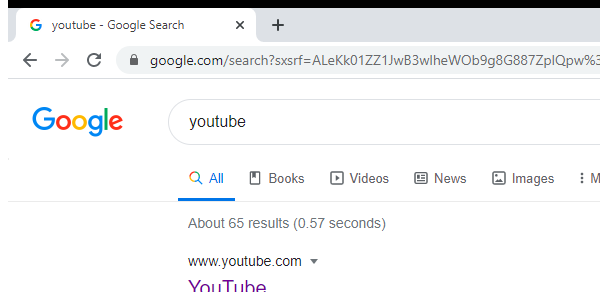 youtube - Google Search
google.com/search?sxsrf=ALeKk01ZZ1JwB3wlheWOb9g8G887ZpIQpw%3
Google
youtube
All Books Videos News Images M
About 65 results (0.57 seconds)
www.youtube.com
YouTube